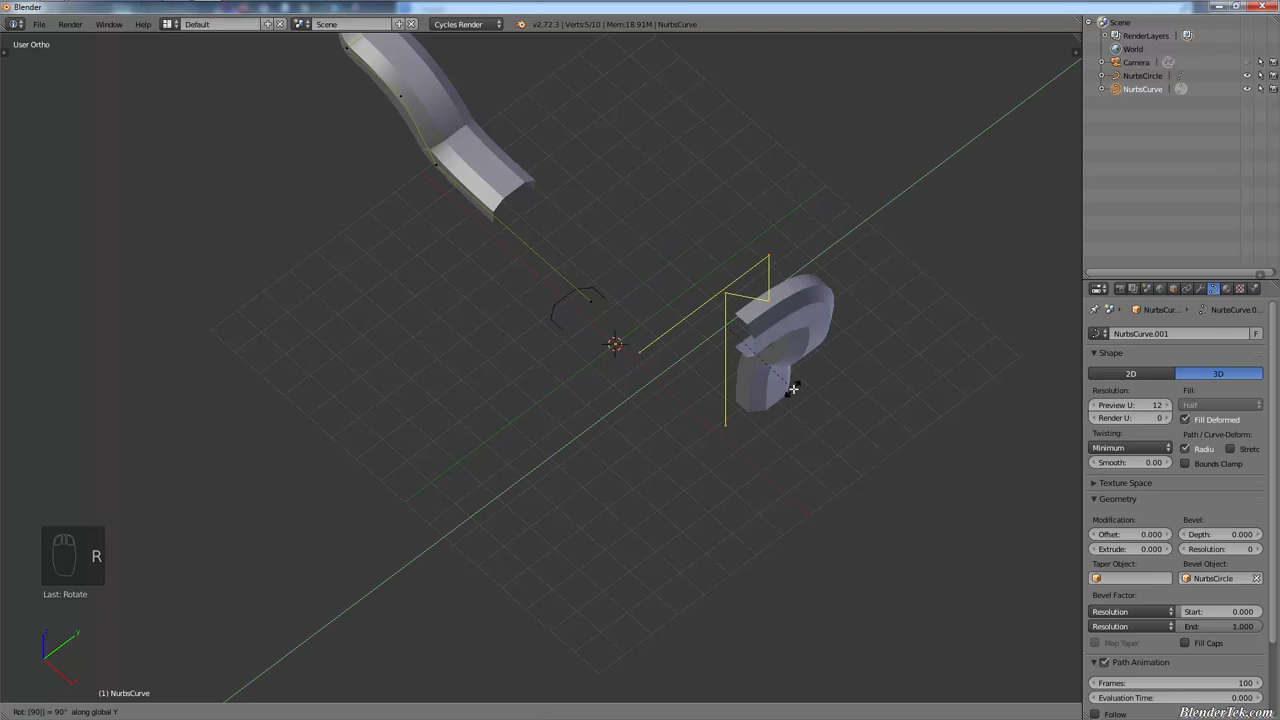 Blender
File
Render
Window
Help
Default
Scene
Cycles Render
v2.72.3 | Verts:5/10 | Mem:18.91M | NurbsCurve
User Ortho
Scene
RenderLayers
World
Camera
NurbsCircle
NurbsCurve
NurbsCur...
NurbsCurve.0...
NurbsCurve.001
F
Shape
2D
3D
Resolution:
Fill:
Preview U: 12
Half
Render U: 0
Fill Deformed
Twisting:
Path / Curve-Deform:
Minimum
Radiu
Stretc
Smooth: 0.00
Bounds Clamp
Texture Space
Geometry
Modification:
Bevel:
Offset: 0.000
Depth: 0.000
Extrude: 0.000
Resolution: 0
Taper Object:
Bevel Object:
NurbsCircle
Bevel Factor:
Resolution
Start: 0.000
Resolution
End: 1.000
Map Taper
Fill Caps
Path Animation
Frames: 100
Evaluation Time: 0.000
Follow
R
Last: Rotate
z
y
(1) NurbsCurve
Rot: [90|] = 90° along global Y
BlenderTek.com